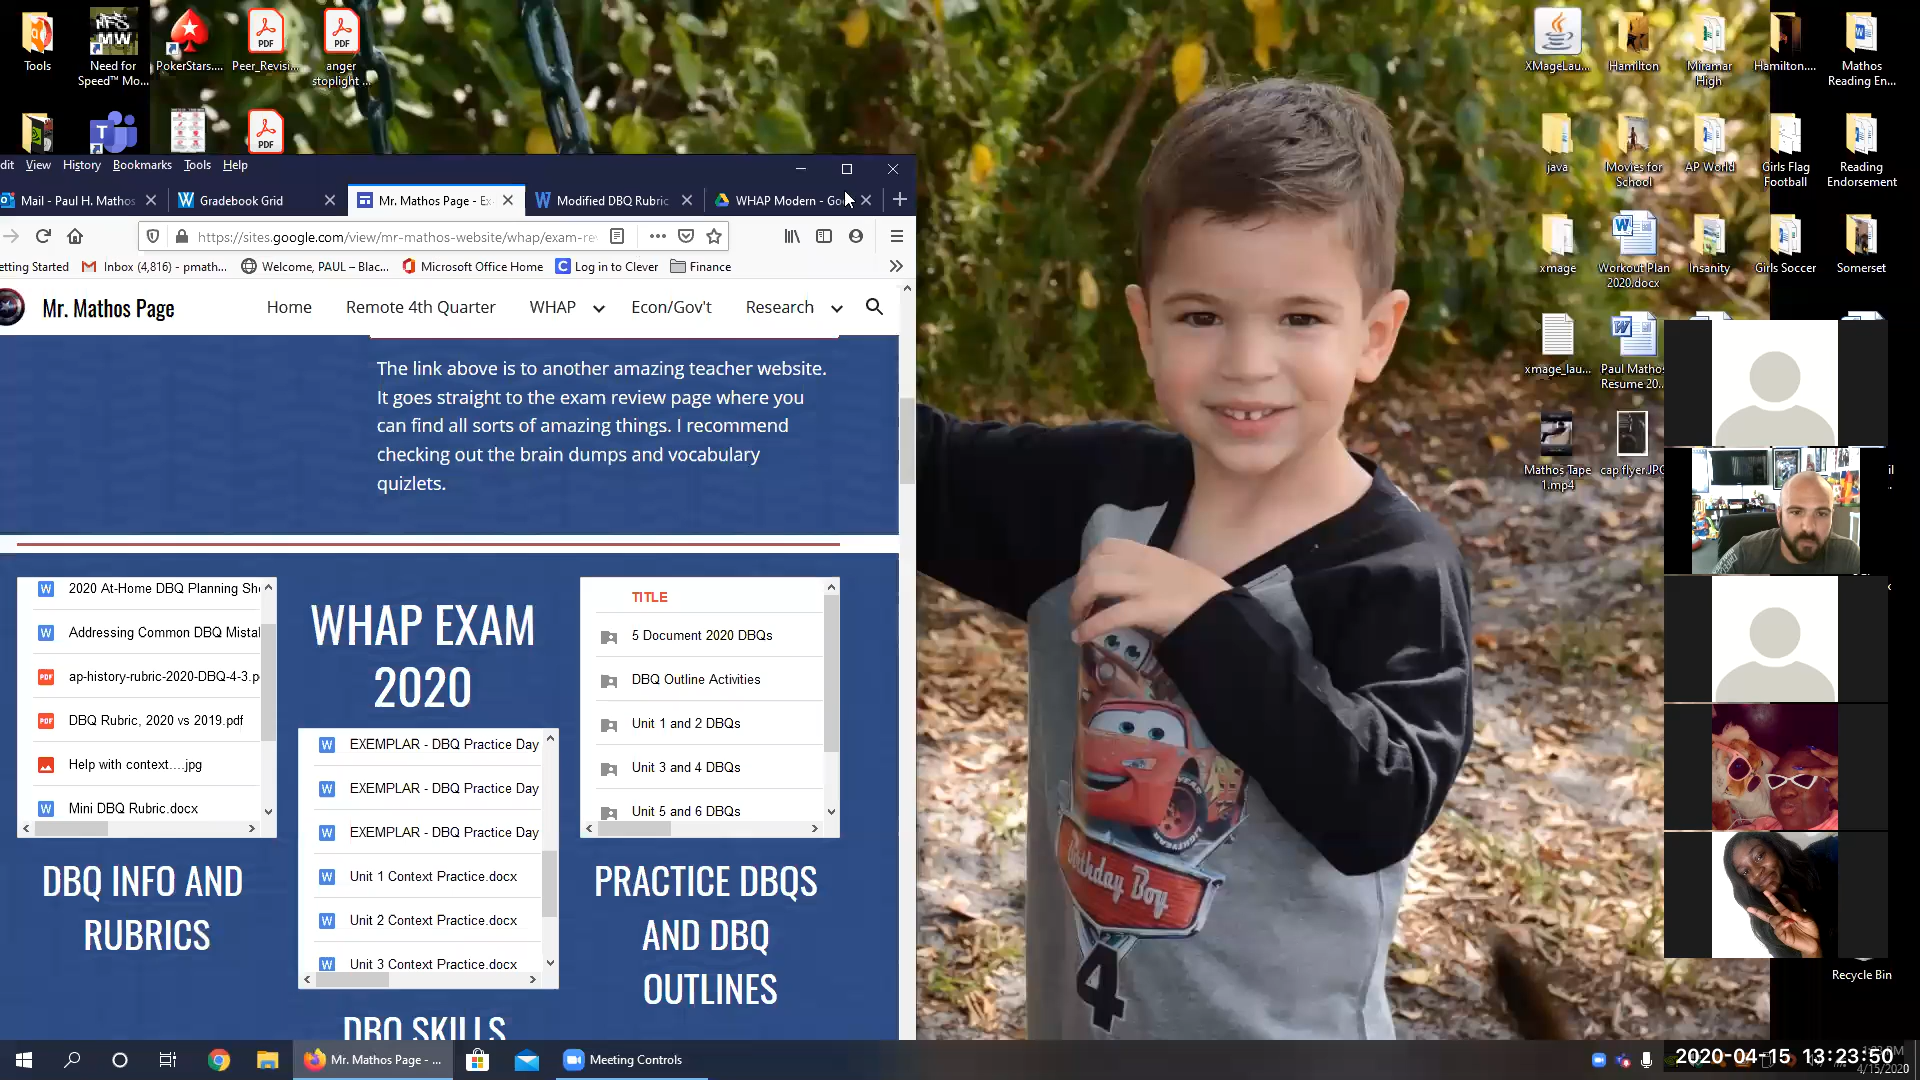 Tools
Need for
Speed™ Mo...
PokerStars....
Peer_Revisi...
anger
stoplight ...
XMageLau...
Hamilton
Miramar
High
Hamilton....
Mathos
Reading En...
java
Movies for
School
AP World
Girls Flag
Football
Reading
Endorsement
xmage
Workout Plan
2020.docx
Insanity
Girls Soccer
Somerset
xmage_lau...
Paul Mathos
Resume 20...
Mathos Tape
1.mp4
cap flyer.JPG
dit View History Bookmarks Tools Help
Mail - Paul H. Mathos
Gradebook Grid
Mr. Mathos Page - Ex
Modified DBQ Rubric
WHAP Modern - Goo
https://sites.google.com/view/mr-mathos-website/whap/exam-re
etting Started
Inbox (4,816) - pmath...
Welcome, PAUL – Blac...
Microsoft Office Home
Log in to Clever
Finance
Mr. Mathos Page
Home
Remote 4th Quarter
WHAP
Econ/Gov't
Research
The link above is to another amazing teacher website.
It goes straight to the exam review page where you
can find all sorts of amazing things. I recommend
checking out the brain dumps and vocabulary
quizlets.
2020 At-Home DBQ Planning She
Addressing Common DBQ Mistal
ap-history-rubric-2020-DBQ-4-3.p
DBQ Rubric, 2020 vs 2019.pdf
Help with context....jpg
Mini DBQ Rubric.docx
DBQ INFO AND
RUBRICS
WHAP EXAM
2020
EXEMPLAR - DBQ Practice Day
EXEMPLAR - DBQ Practice Day
EXEMPLAR - DBQ Practice Day
Unit 1 Context Practice.docx
Unit 2 Context Practice.docx
Unit 3 Context Practice.docx
DBQ SKILLS
TITLE
5 Document 2020 DBQs
DBQ Outline Activities
Unit 1 and 2 DBQs
Unit 3 and 4 DBQs
Unit 5 and 6 DBQs
PRACTICE DBQS
AND DBQ
OUTLINES
Birthday Boy
4
Recycle Bin
Mr. Mathos Page - ...
Meeting Controls
2020-04-15 13:23:50
4/15/2020